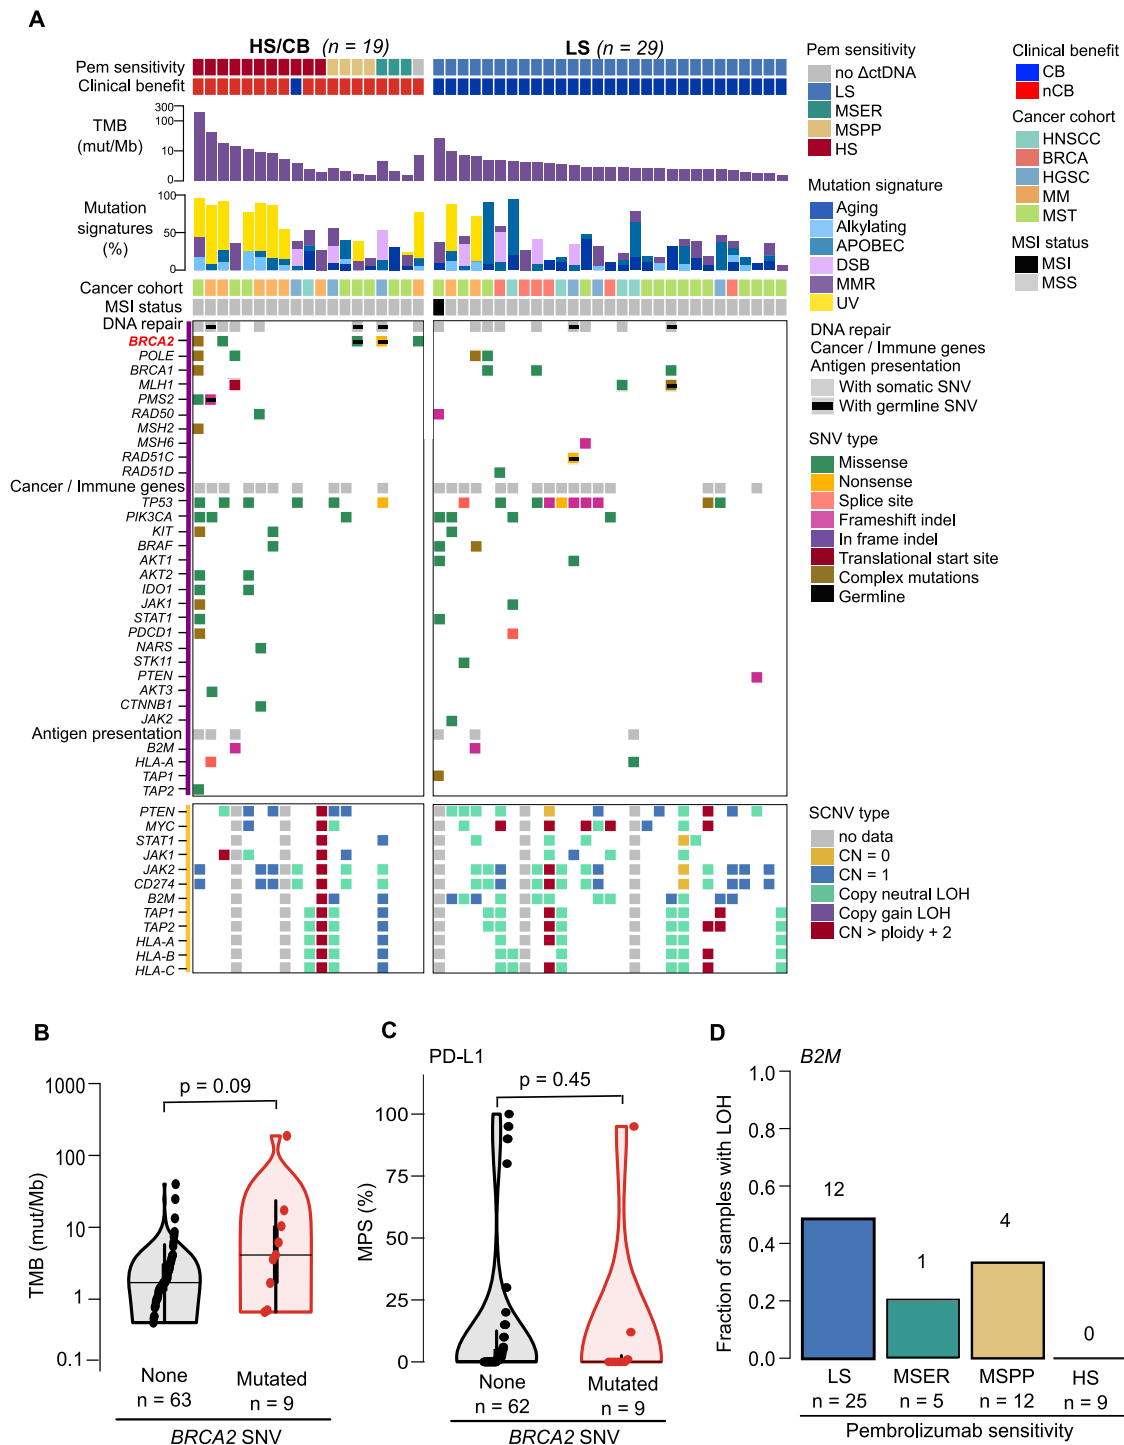 A
HS/CB (n = 19)
LS (n = 29)
Pem sensitivity
Clinical benefit
TMB
(mut/Mb)
300
100
10
0
Mutation
signatures
(%)
100
50
0
Cancer cohort
MSI status
DNA repair
BRCA2
POLE
BRCA1
MLH1
PMS2
RAD50
MSH2
MSH6
RAD51C
RAD51D
Cancer / Immune genes
TP53
PIK3CA
KIT
BRAF
AKT1
AKT2
IDO1
JAK1
STAT1
PDCD1
NARS
STK11
PTEN
AKT3
CTNNB1
JAK2
Antigen presentation
B2M
HLA-A
TAP1
TAP2
PTEN
MYC
STAT1
JAK1
JAK2
CD274
B2M
TAP1
TAP2
HLA-A
HLA-B
HLA-C
Pem sensitivity
no ΔctDNA
LS
MSER
MSPP
HS
Mutation signature
Aging
Alkylating
APOBEC
DSB
MMR
UV
Clinical benefit
CB
nCB
Cancer cohort
HNSCC
BRCA
HGSC
MM
MST
MSI status
MSI
MSS
DNA repair
Cancer / Immune genes
Antigen presentation
With somatic SNV
With germline SNV
SNV type
Missense
Nonsense
Splice site
Frameshift indel
In frame indel
Translational start site
Complex mutations
Germline
SCNV type
no data
CN = 0
CN = 1
Copy neutral LOH
Copy gain LOH
CN > ploidy + 2
B
TMB (mut/Mb)
1000
100
10
1
0.1
p = 0.09
None
n = 63
Mutated
n = 9
BRCA2 SNV
C
PD-L1
MPS (%)
100
75
50
25
0
p = 0.45
None
n = 62
Mutated
n = 9
BRCA2 SNV
D
B2M
Fraction of samples with LOH
1.0
0.8
0.6
0.4
0.2
0.0
12
1
4
0
LS
n = 25
MSER
n = 5
MSPP
n = 12
HS
n = 9
Pembrolizumab sensitivity